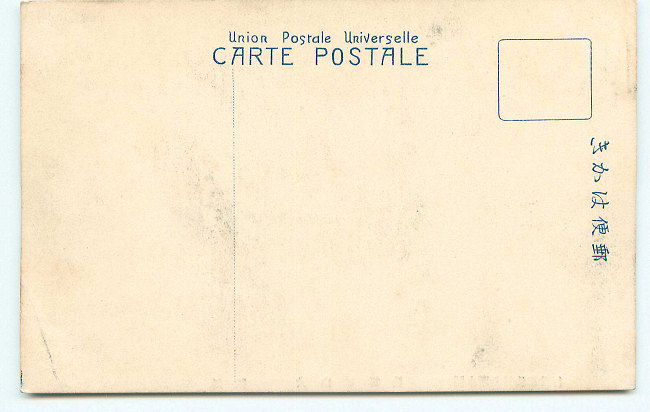 Union Postale Universelle
CARTE POSTALE
郵便はかき